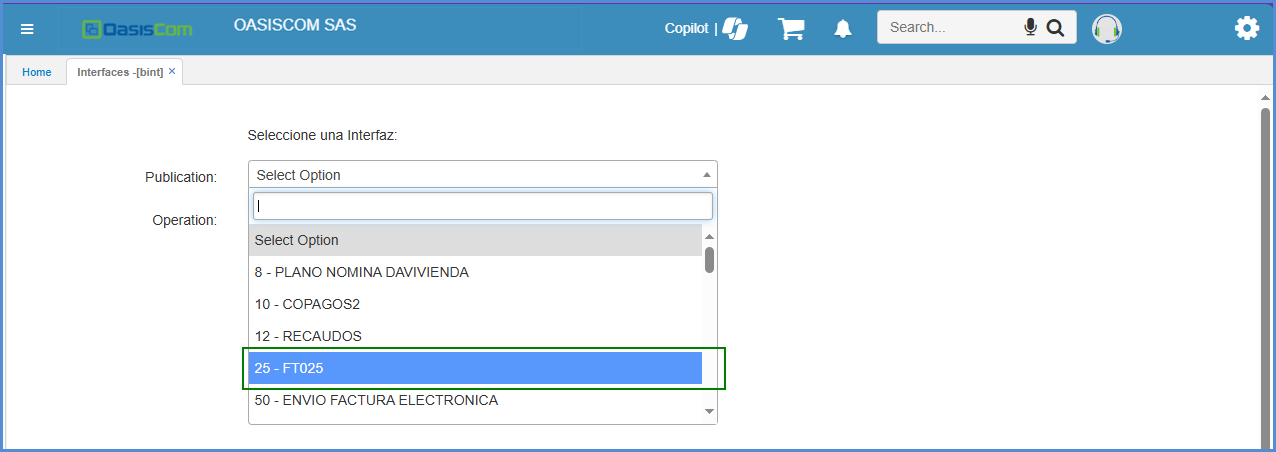 OasisCom
OASISCOM SAS
Copilot |
Search...
Home
Interfaces -[bint] ×
Seleccione una Interfaz:
Publication:
Select Option
Operation:
Select Option
8 - PLANO NOMINA DAVIVIENDA
10 - COPAGOS2
12 - RECAUDOS
25 - FT025
50 - ENVIO FACTURA ELECTRONICA